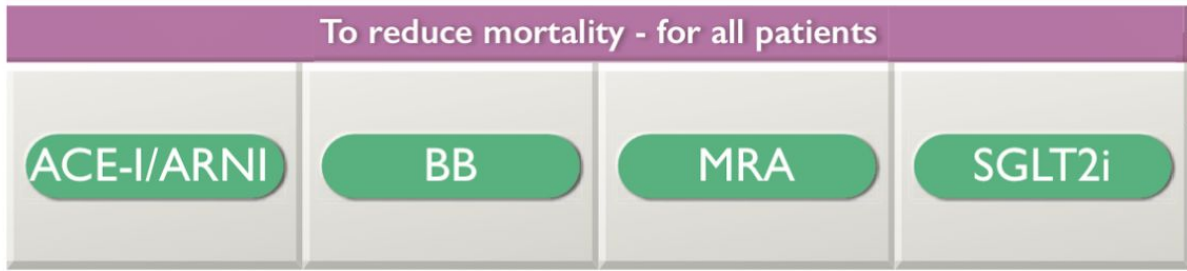 To reduce mortality - for all patients
ACE-I/ARNI BB MRA SGLT2i